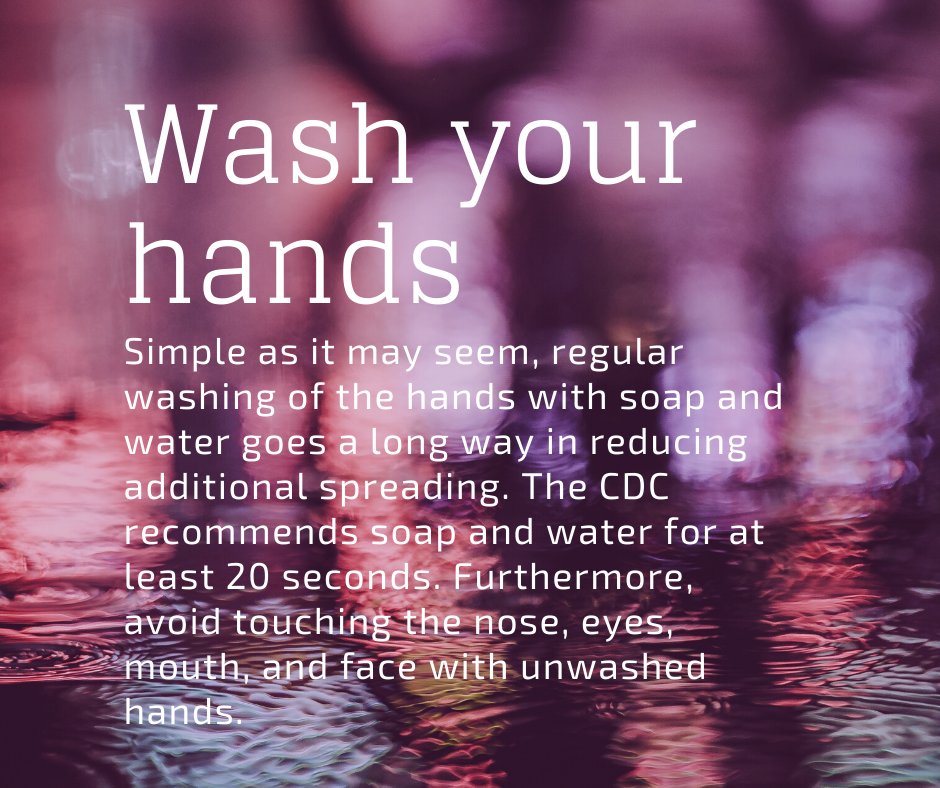 Wash your
hands
Simple as it may seem, regular
washing of the hands with soap and
water goes a long way in reducing
additional spreading. The CDC
recommends soap and water for at
least 20 seconds. Furthermore,
avoid touching the nose, eyes,
mouth, and face with unwashed
hands.